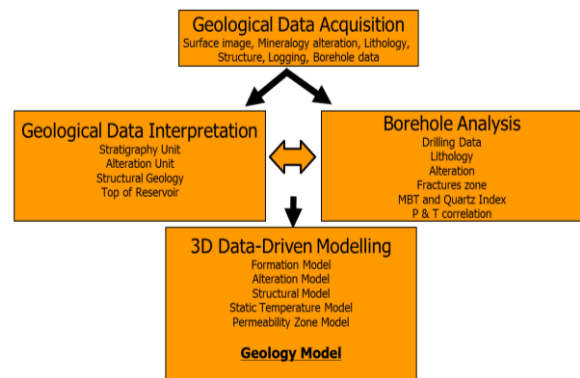 Geological Data Acquisition
Surface image, Mineralogy alteration, Lithology,
Structure, Logging, Borehole data
Geological Data Interpretation
Stratigraphy Unit
Alteration Unit
Structural Geology
Top of Reservoir
Borehole Analysis
Drilling Data
Lithology
Alteration
Fractures zone
MBT and Quartz Index
P & T correlation
3D Data-Driven Modelling
Formation Model
Alteration Model
Structural Model
Static Temperature Model
Permeability Zone Model
Geology Model